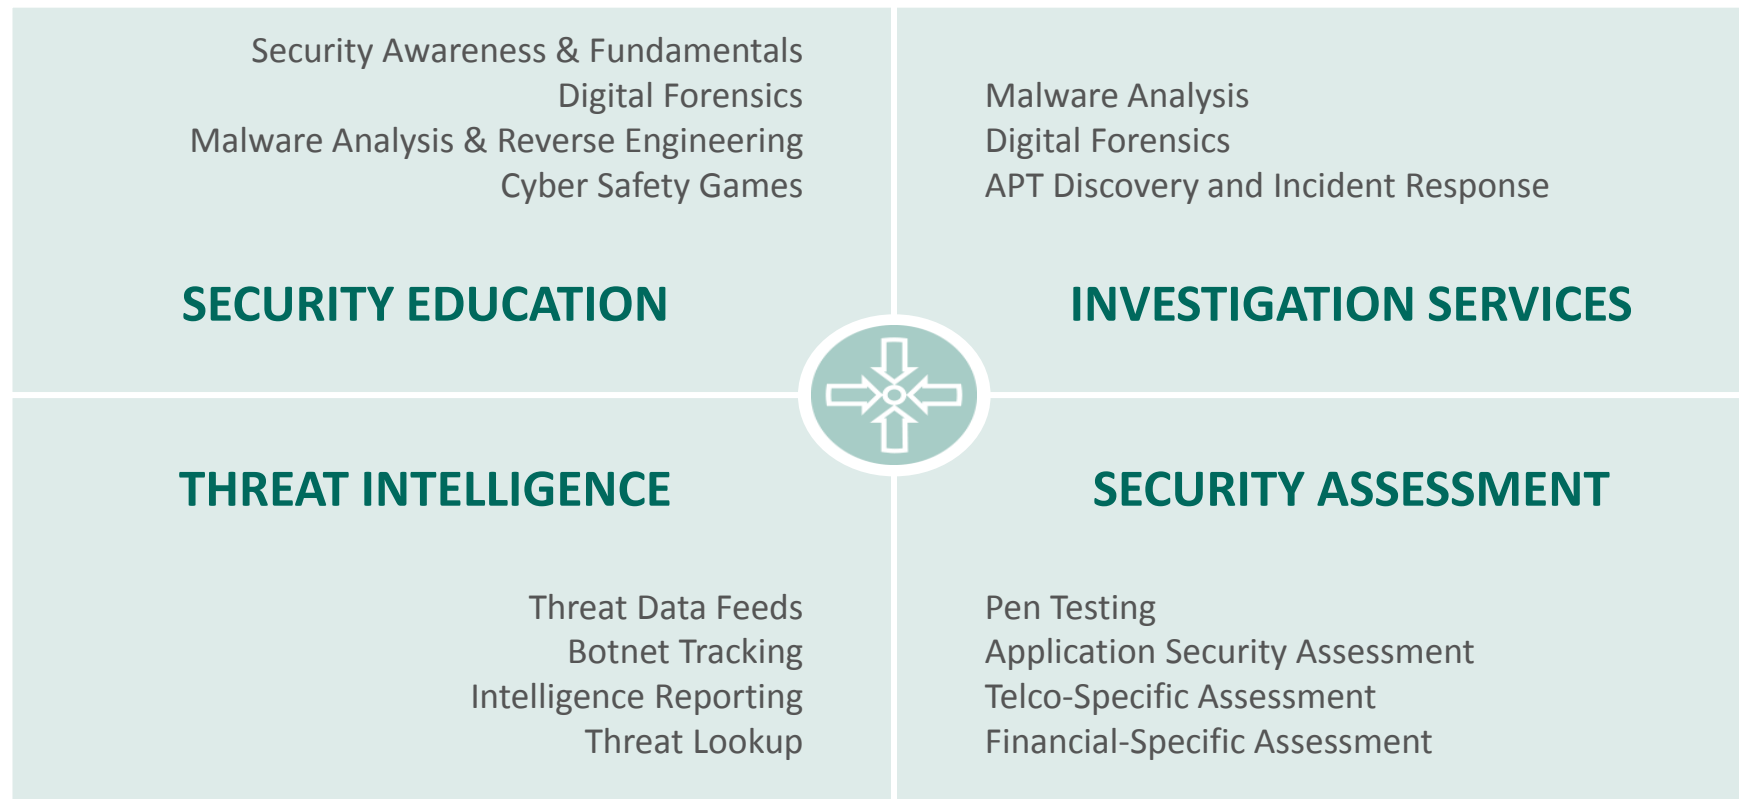 Security Awareness & Fundamentals
Digital Forensics
Malware Analysis & Reverse Engineering
Cyber Safety Games
SECURITY EDUCATION
Malware Analysis
Digital Forensics
APT Discovery and Incident Response
INVESTIGATION SERVICES
THREAT INTELLIGENCE
Threat Data Feeds
Botnet Tracking
Intelligence Reporting
Threat Lookup
SECURITY ASSESSMENT
Pen Testing
Application Security Assessment
Telco-Specific Assessment
Financial-Specific Assessment